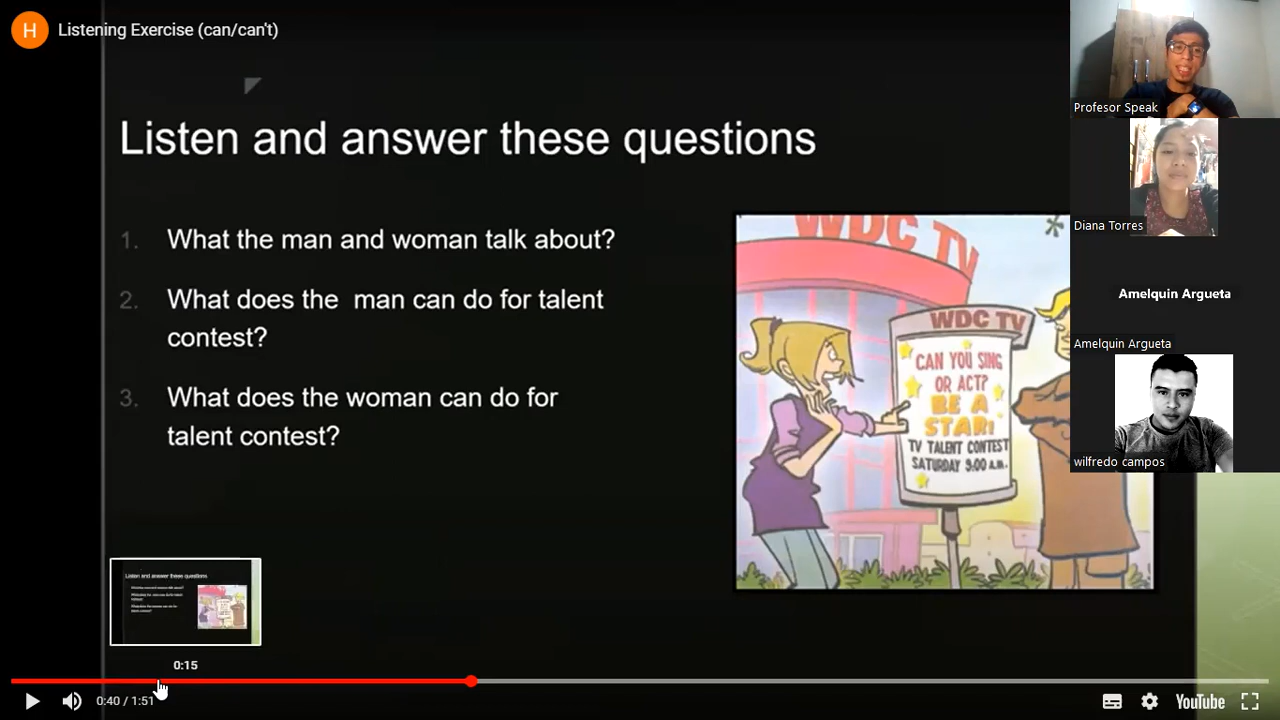 H
Listening Exercise (can/can't)
Listen and answer these questions
1. What the man and woman talk about?
2. What does the man can do for talent
contest?
3. What does the woman can do for
talent contest?
WDC TV
WDC TV
CAN YOU SING
OR ACT?
BE A
STAR!
TV TALENT CONTEST
SATURDAY 9:00 a.m.
Profesor Speak
Diana Torres
Amelquin Argueta
Amelquin Argueta
wilfredo campos
Listen and answer these questions
0:15
0:40 / 1:51
YouTube